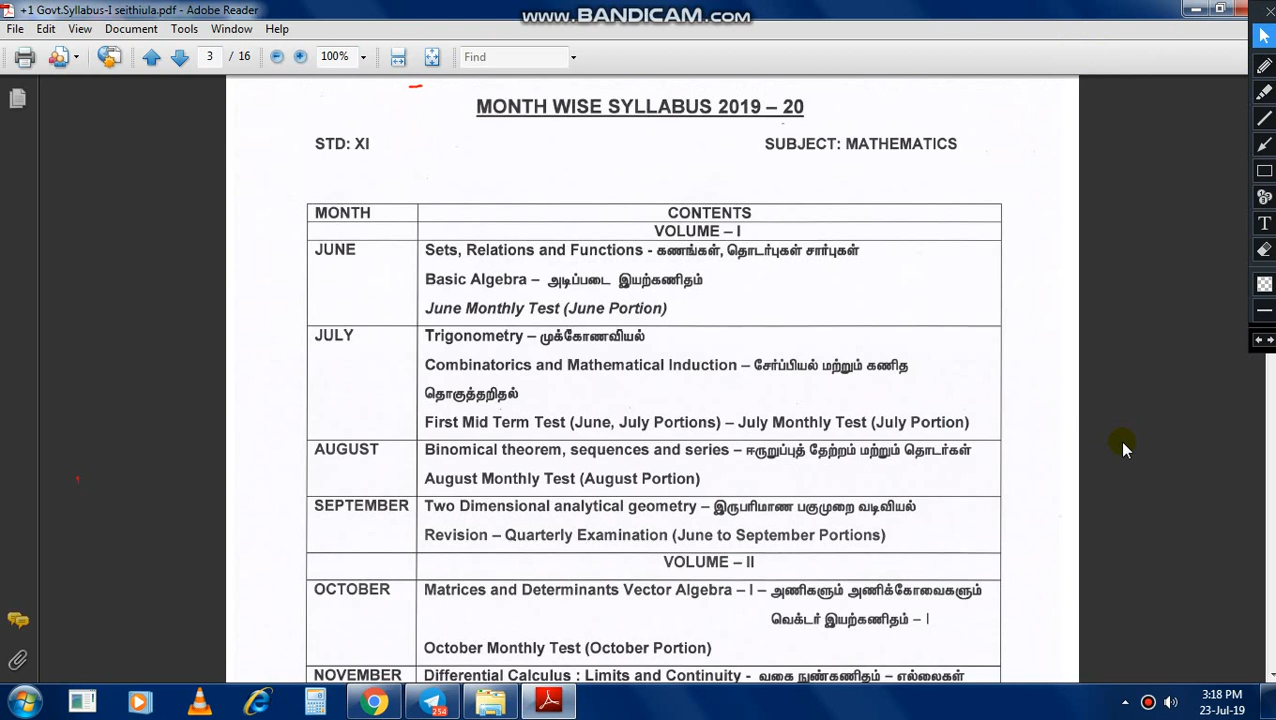 +1 Govt.Syllabus-I seithiula.pdf - Adobe Reader
www.BANDICAM.com
File Edit View Document Tools Window Help
3 / 16 100% Find
MONTH WISE SYLLABUS 2019 – 20
STD: XI SUBJECT: MATHEMATICS
MONTH CONTENTS
VOLUME – I
JUNE Sets, Relations and Functions - கணங்கள், தொடர்புகள் சார்புகள்
Basic Algebra – அடிப்படை இயற்கணிதம்
June Monthly Test (June Portion)
JULY Trigonometry – முக்கோணவியல்
Combinatorics and Mathematical Induction – சேர்ப்பியல் மற்றும் கணித
தொகுத்தறிதல்
First Mid Term Test (June, July Portions) – July Monthly Test (July Portion)
AUGUST Binomical theorem, sequences and series – ஈருறுப்புத் தேற்றம் மற்றும் தொடர்கள்
August Monthly Test (August Portion)
SEPTEMBER Two Dimensional analytical geometry – இருபரிமாண பகுமுறை வடிவியல்
Revision – Quarterly Examination (June to September Portions)
VOLUME – II
OCTOBER Matrices and Determinants Vector Algebra – I – அணிகளும் அணிக்கோவைகளும்
வெக்டர் இயற்கணிதம் – I
October Monthly Test (October Portion)
NOVEMBER Differential Calculus : Limits and Continuity - வகை நுண்கணிதம் – எல்லைகள்
254
3:18 PM
23-Jul-19